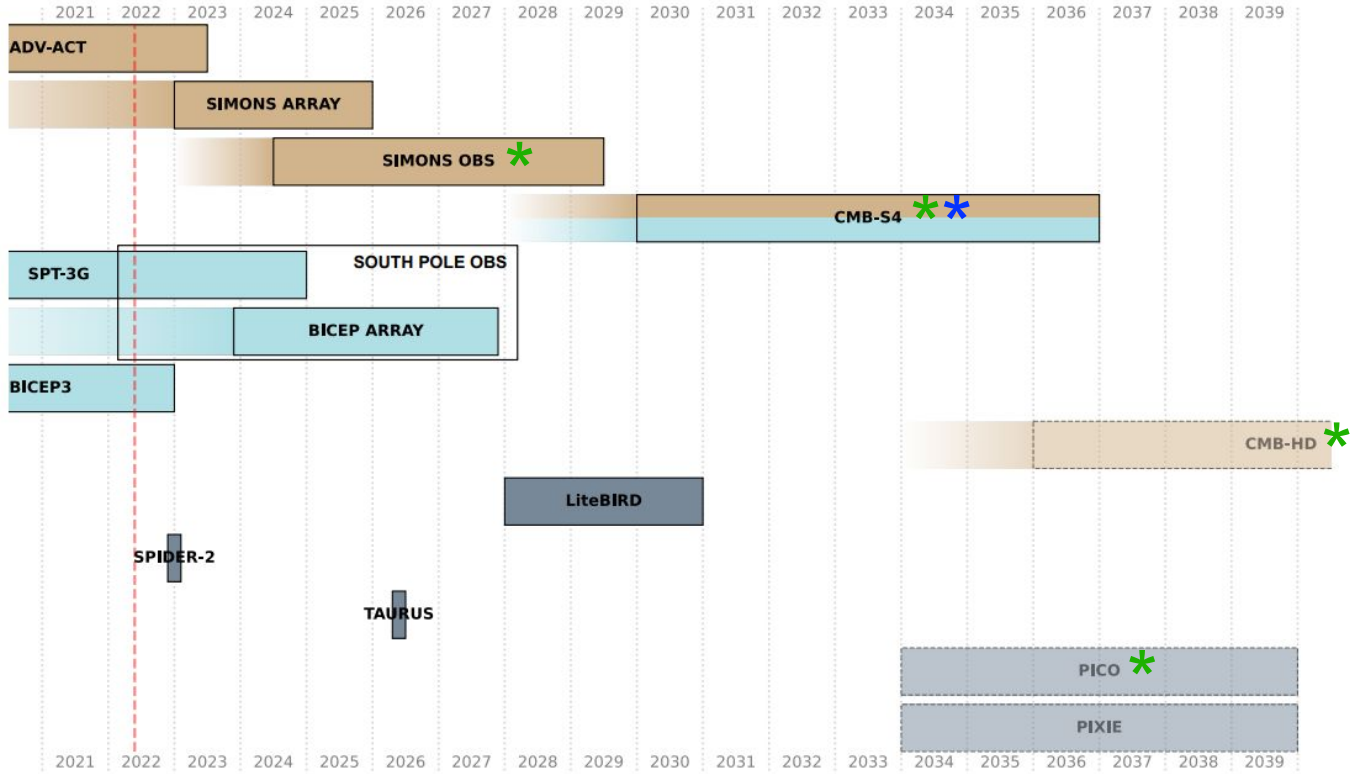 2021 2022 2023 2024 2025 2026 2027 2028 2029 2030 2031 2032 2033 2034 2035 2036 2037 2038 2039
ADV-ACT
SIMONS ARRAY
SIMONS OBS *
CMB-S4 * *
SOUTH POLE OBS
SPT-3G
BICEP ARRAY
BICEP3
CMB-HD *
LiteBIRD
SPIDER-2
TAURUS
PICO *
PIXIE
2021 2022 2023 2024 2025 2026 2027 2028 2029 2030 2031 2032 2033 2034 2035 2036 2037 2038 2039